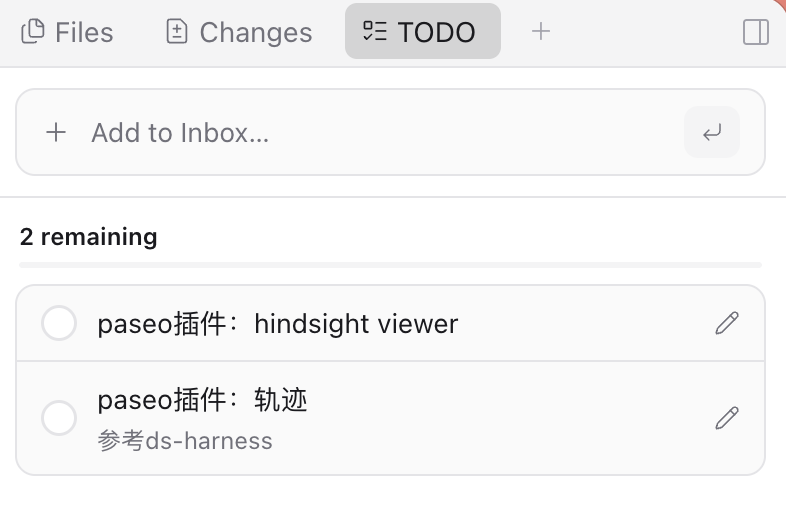 Files
Changes
TODO
Add to Inbox...
2 remaining
paseo插件：hindsight viewer
paseo插件：轨迹
参考ds-harness